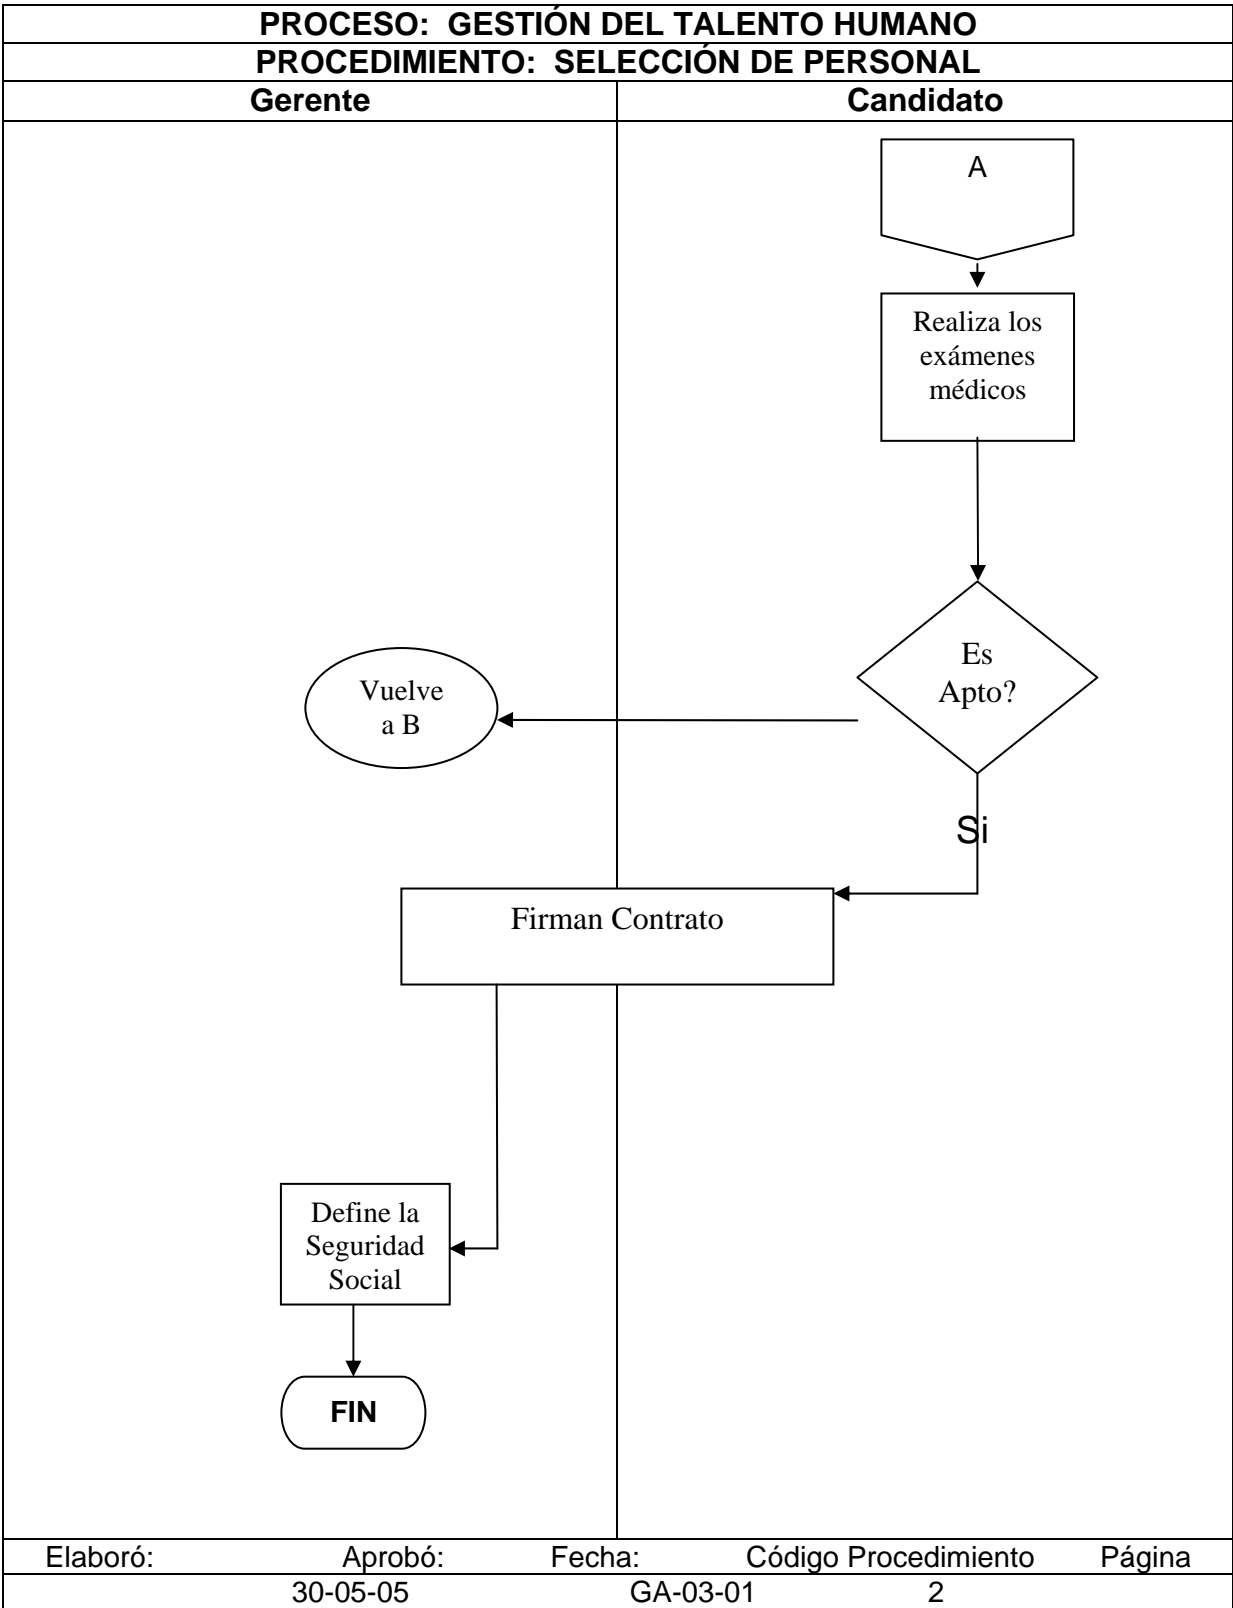 PROCESO: GESTIÓN DEL TALENTO HUMANO
PROCEDIMIENTO: SELECCIÓN DE PERSONAL
Gerente Candidato
A
Realiza los
exámenes
médicos
Es
Apto?
Vuelve
a B
Si
Firman Contrato
Define la
Seguridad
Social
FIN
Elaboró: Aprobó: Fecha: Código Procedimiento Página
30-05-05 GA-03-01 2